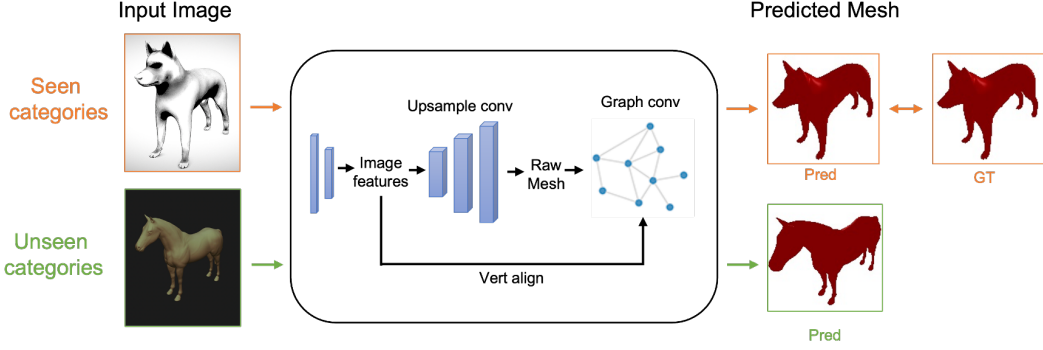 Input Image
Predicted Mesh
Seen
categories
Upsample conv
Graph conv
Image
features
Raw
Mesh
Pred
GT
Unseen
categories
Vert align
Pred